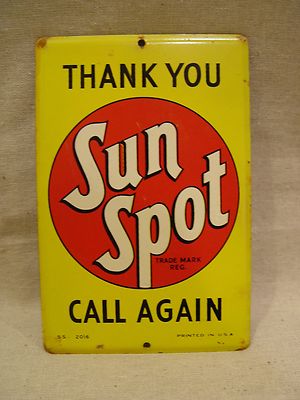 THANK YOU
Sun
Spot
TRADE MARK
REG.
CALL AGAIN
SS 2016 PRINTED IN U.S.A